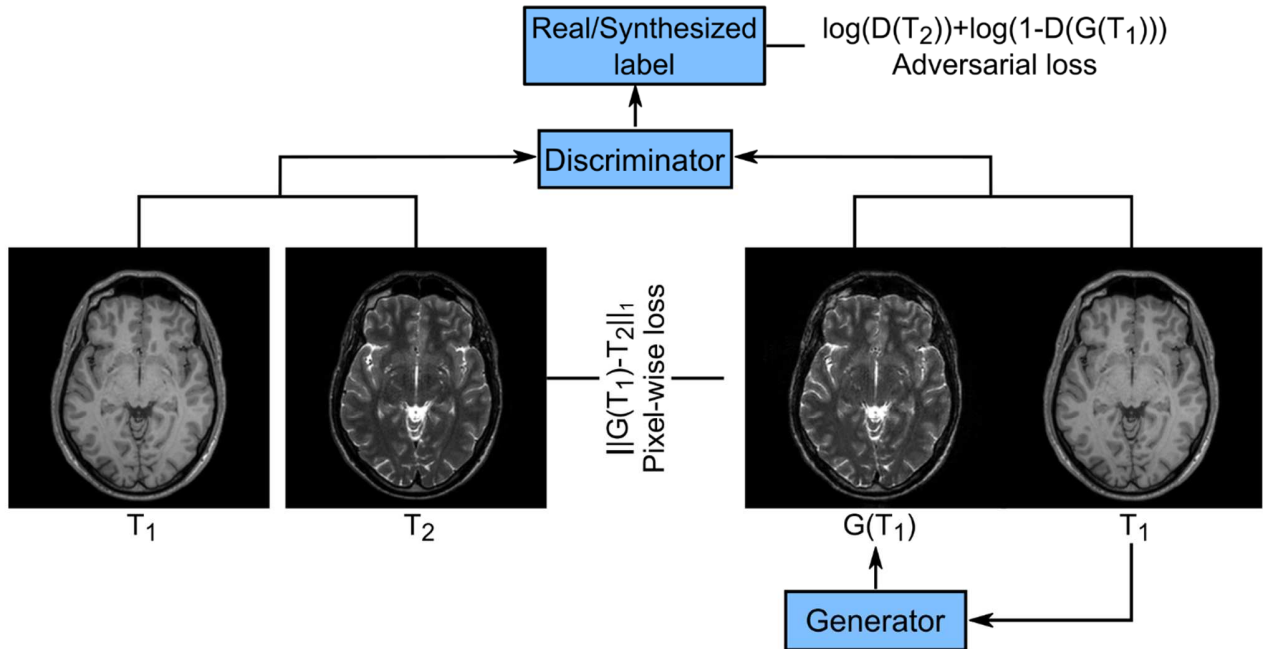 Real/Synthesized
label
log(D(T₂))+log(1-D(G(T₁)))
Adversarial loss
Discriminator
||G(T₁)-T₂||₁
Pixel-wise loss
T₁
T₂
G(T₁)
T₁
Generator